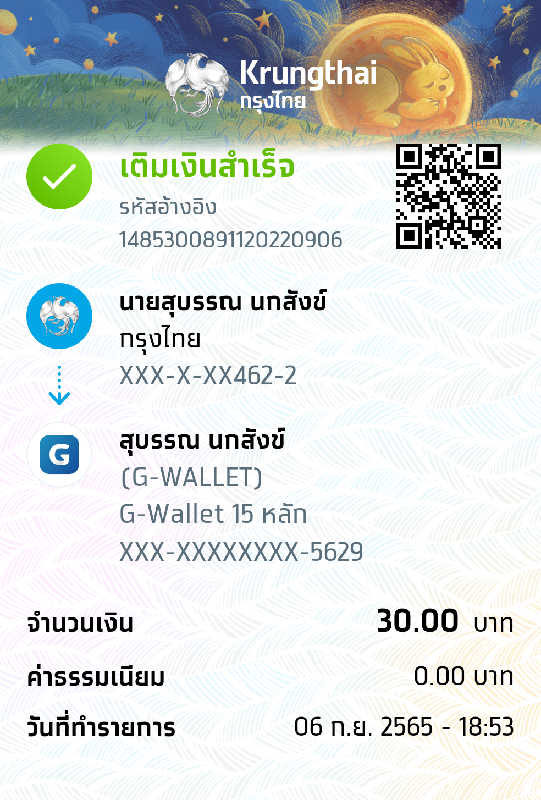 Krungthai
กรุงไทย
เติมเงินสำเร็จ
รหัสอ้างอิง
1485300891120220906
นายสุบรรณ นกสังข์
กรุงไทย
XXX-X-XX462-2
G
สุบรรณ นกสังข์
(G-WALLET)
G-Wallet 15 หลัก
XXX-XXXXXXXX-5629
จำนวนเงิน 30.00 บาท
ค่าธรรมเนียม 0.00 บาท
วันที่ทำรายการ 06 ก.ย. 2565 - 18:53